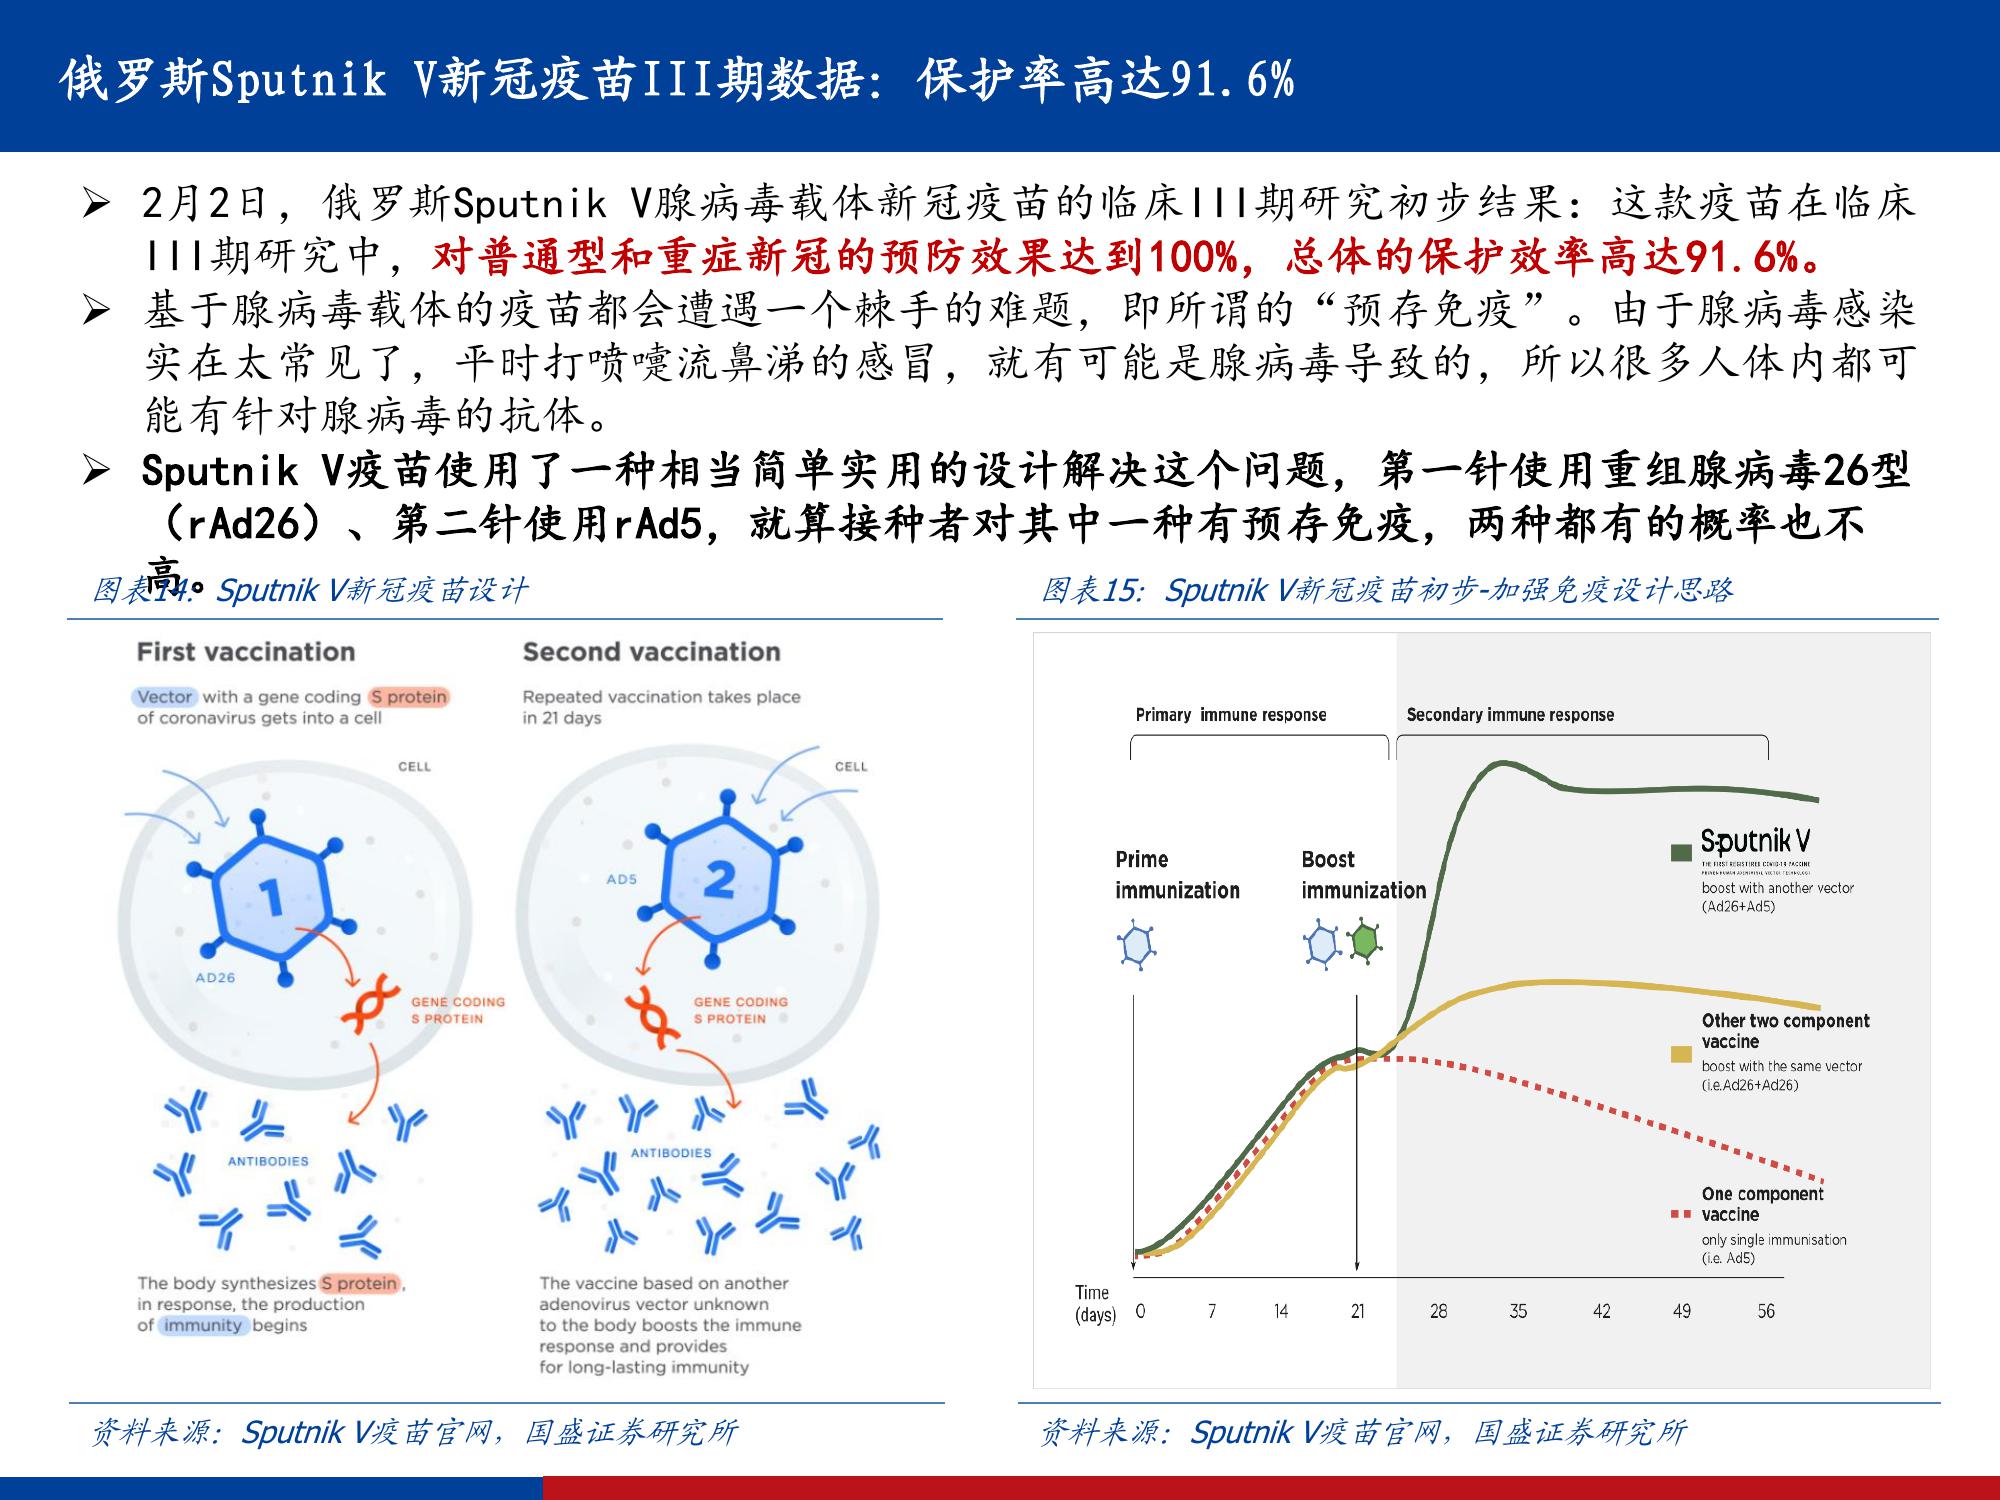 俄罗斯Sputnik V新冠疫苗III期数据：保护率高达91.6%
➢ 2月2日，俄罗斯Sputnik V腺病毒载体新冠疫苗的临床III期研究初步结果：这款疫苗在临床
III期研究中，对普通型和重症新冠的预防效果达到100%，总体的保护效率高达91.6%。
➢ 基于腺病毒载体的疫苗都会遭遇一个棘手的难题，即所谓的“预存免疫”。由于腺病毒感染
实在太常见了，平时打喷嚏流鼻涕的感冒，就有可能是腺病毒导致的，所以很多人体内都可
能有针对腺病毒的抗体。
➢ Sputnik V疫苗使用了一种相当简单实用的设计解决这个问题，第一针使用重组腺病毒26型
（rAd26）、第二针使用rAd5，就算接种者对其中一种有预存免疫，两种都有的概率也不
高。
图表14：Sputnik V新冠疫苗设计
First vaccination
Vector with a gene coding S protein
of coronavirus gets into a cell
CELL
1
AD26
GENE CODING
S PROTEIN
ANTIBODIES
The body synthesizes S protein,
in response, the production
of immunity begins
Second vaccination
Repeated vaccination takes place
in 21 days
CELL
AD5
2
GENE CODING
S PROTEIN
ANTIBODIES
The vaccine based on another
adenovirus vector unknown
to the body boosts the immune
response and provides
for long-lasting immunity
资料来源：Sputnik V疫苗官网，国盛证券研究所
图表15：Sputnik V新冠疫苗初步-加强免疫设计思路
Primary immune response
Secondary immune response
Prime
immunization
Boost
immunization
Sputnik V
THE FIRST REGISTERED COVID-19 VACCINE
PROVEN HUMAN ADENOVIRAL VECTOR TECHNOLOGY
boost with another vector
(Ad26+Ad5)
Other two component
vaccine
boost with the same vector
(i.e.Ad26+Ad26)
One component
vaccine
only single immunisation
(i.e. Ad5)
Time
(days)
0 7 14 21 28 35 42 49 56
资料来源：Sputnik V疫苗官网，国盛证券研究所